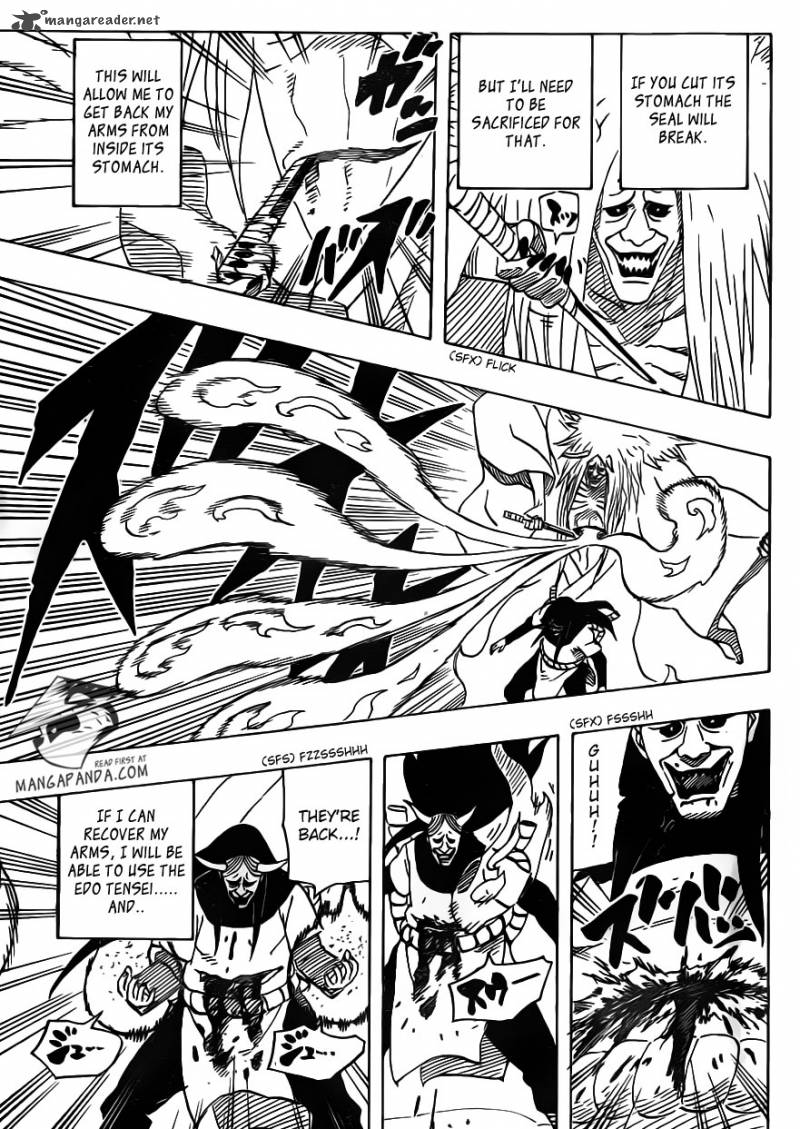 mangareader.net
IF YOU CUT ITS
STOMACH THE
SEAL WILL
BREAK.
BUT I'LL NEED
TO BE
SACRIFICED FOR
THAT.
THIS WILL
ALLOW ME TO
GET BACK MY
ARMS FROM
INSIDE ITS
STOMACH.
(SFX) FLICK
(SFX) FSSSHH
GUHUH!!
ズババ
(SFS) FZZSSSHHH
THEY'RE
BACK...!
IF I CAN
RECOVER MY
ARMS, I WILL BE
ABLE TO USE THE
EDO TENSEI.....
AND..
READ FIRST AT
MANGAPANDA.COM